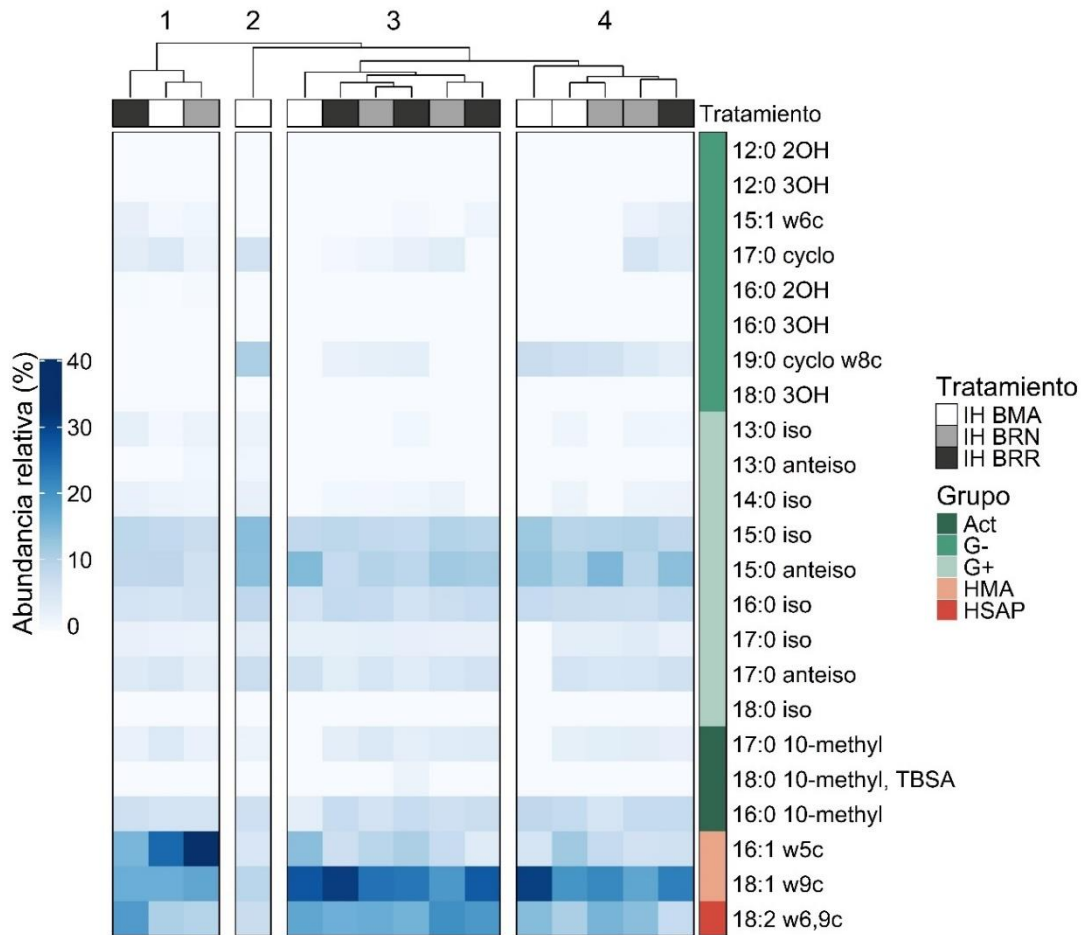 1 2 3 4
Tratamiento
12:0 2OH
12:0 3OH
15:1 w6c
17:0 cyclo
16:0 2OH
16:0 3OH
19:0 cyclo w8c
18:0 3OH
13:0 iso
13:0 anteiso
14:0 iso
15:0 iso
15:0 anteiso
16:0 iso
17:0 iso
17:0 anteiso
18:0 iso
17:0 10-methyl
18:0 10-methyl, TBSA
16:0 10-methyl
16:1 w5c
18:1 w9c
18:2 w6,9c
Abundancia relativa (%)
40
30
20
10
0
Tratamiento
IH BMA
IH BRN
IH BRR
Grupo
Act
G-
G+
HMA
HSAP